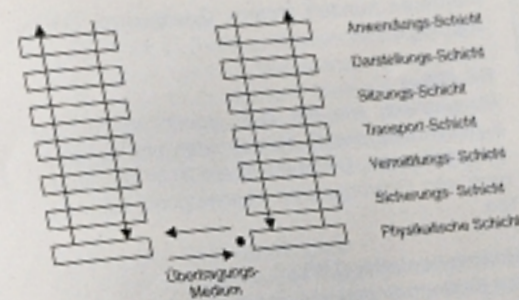 Anwendungs-Schicht
Darstellungs-Schicht
Sitzungs-Schicht
Transport-Schicht
Vermittlungs- Schicht
Sicherungs- Schicht
Physikalische Schicht
Übertragungs-
Medium